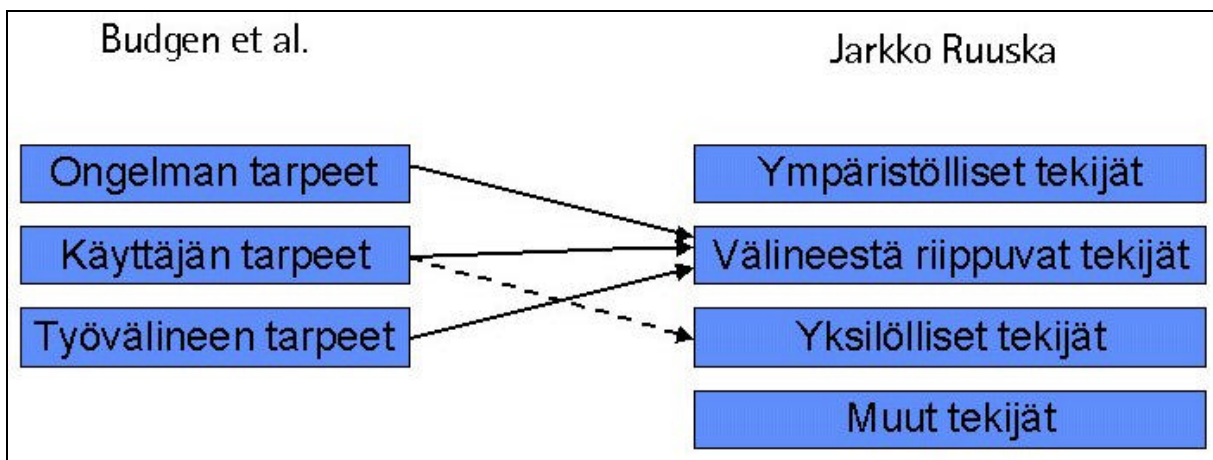 Budgen et al.
Jarkko Ruuska
Ongelman tarpeet
Käyttäjän tarpeet
Työvälineen tarpeet
Ympäristölliset tekijät
Välineestä riippuvat tekijät
Yksilölliset tekijät
Muut tekijät